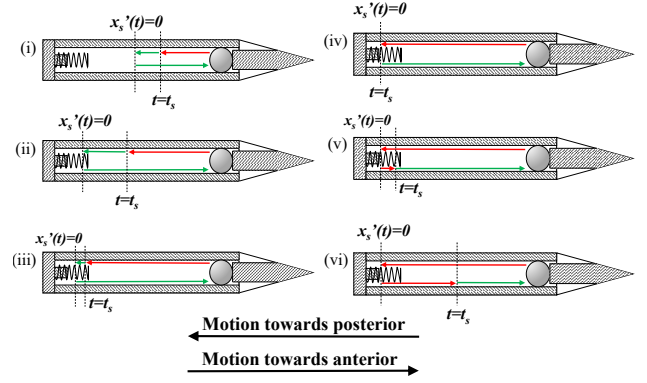 xₛ'(t)=0
(i)
t=tₛ
xₛ'(t)=0
(ii)
t=tₛ
xₛ'(t)=0
(iii)
t=tₛ
xₛ'(t)=0
(iv)
t=tₛ
xₛ'(t)=0
(v)
t=tₛ
xₛ'(t)=0
(vi)
t=tₛ
Motion towards posterior
Motion towards anterior